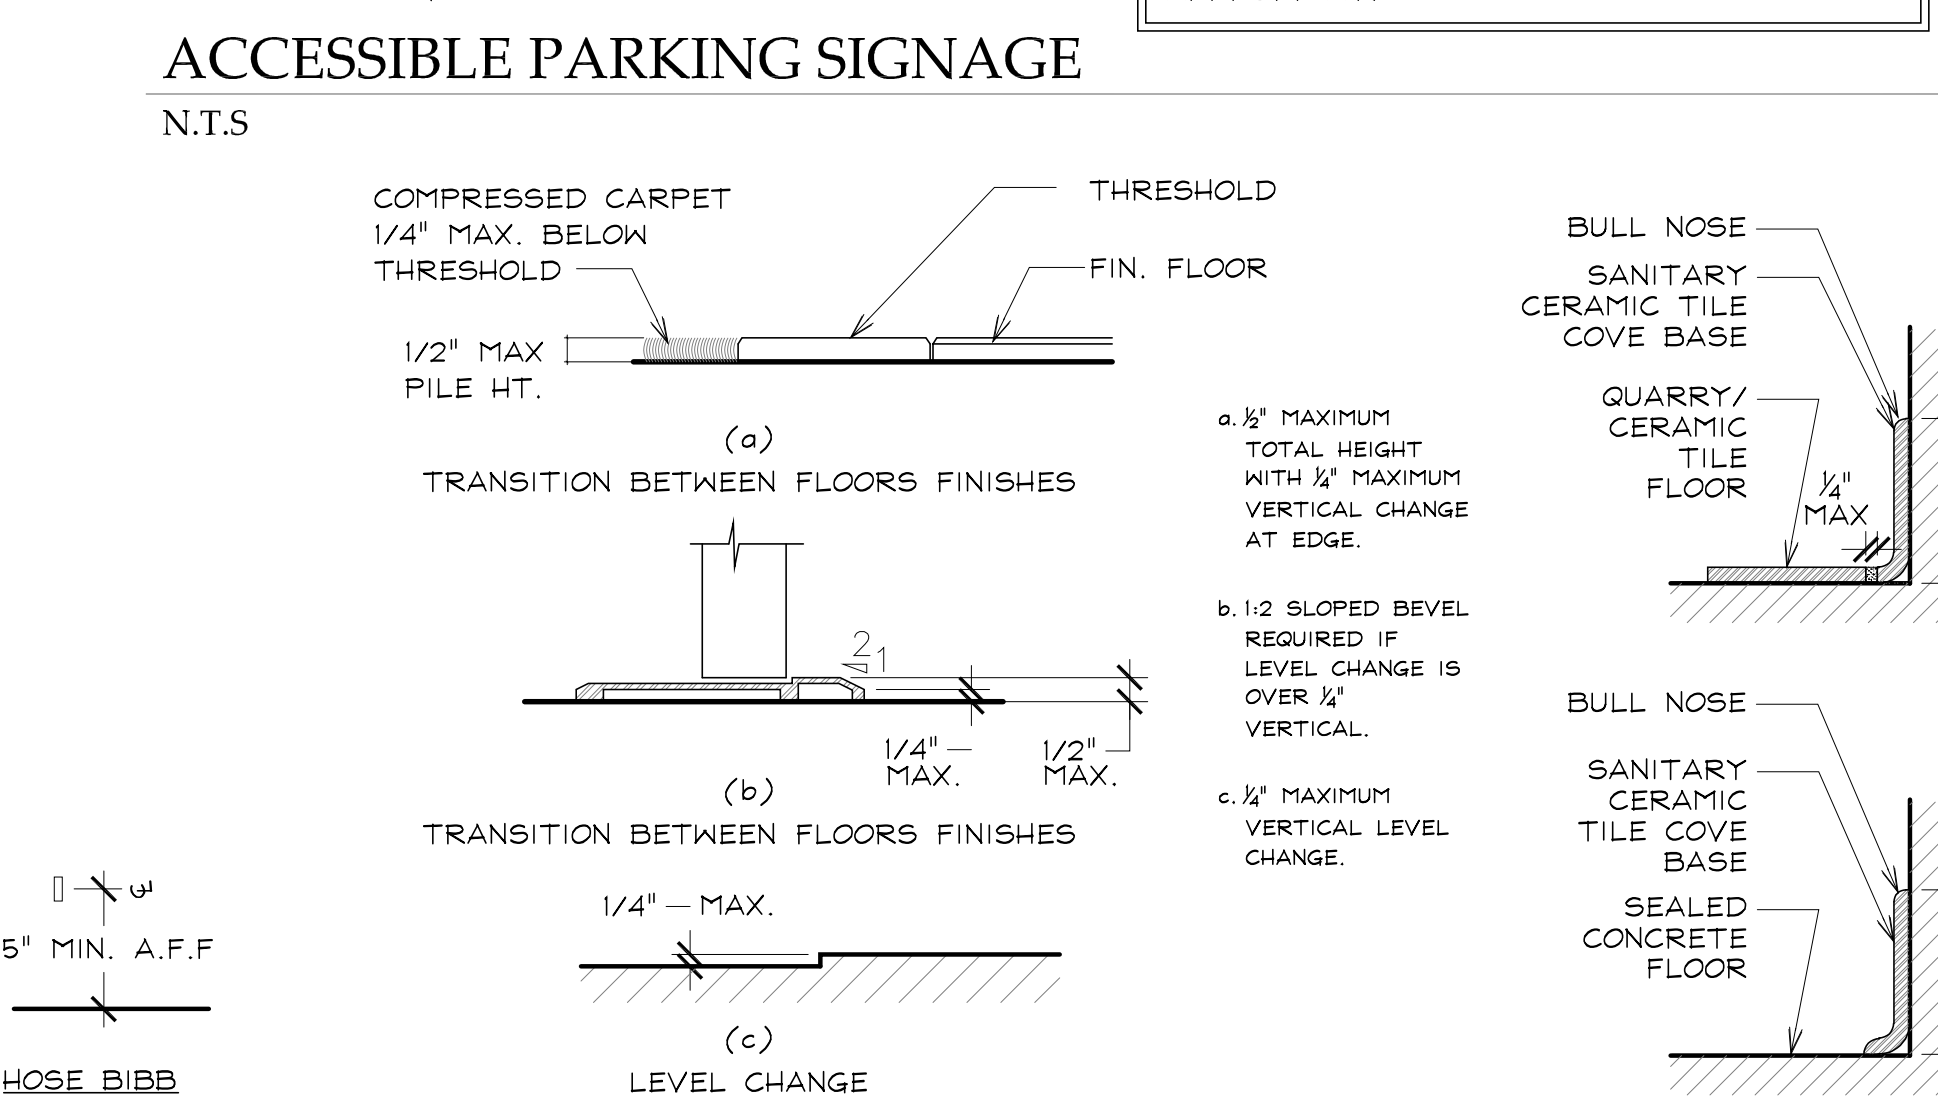 ACCESSIBLE PARKING SIGNAGE
N.T.S
COMPRESSED CARPET
1/4" MAX. BELOW
THRESHOLD
THRESHOLD
FIN. FLOOR
1/2" MAX
PILE HT.
(a)
TRANSITION BETWEEN FLOORS FINISHES
2
1
1/4"
MAX.
1/2"
MAX.
(b)
TRANSITION BETWEEN FLOORS FINISHES
1/4" MAX.
(c)
LEVEL CHANGE
a. 1/2" MAXIMUM
TOTAL HEIGHT
WITH 1/4" MAXIMUM
VERTICAL CHANGE
AT EDGE.
b. 1:2 SLOPED BEVEL
REQUIRED IF
LEVEL CHANGE IS
OVER 1/4"
VERTICAL.
c. 1/4" MAXIMUM
VERTICAL LEVEL
CHANGE.
BULL NOSE
SANITARY
CERAMIC TILE
COVE BASE
QUARRY/
CERAMIC
TILE
FLOOR
1/4"
MAX
BULL NOSE
SANITARY
CERAMIC
TILE COVE
BASE
SEALED
CONCRETE
FLOOR
5" MIN. A.F.F
HOSE BIBB